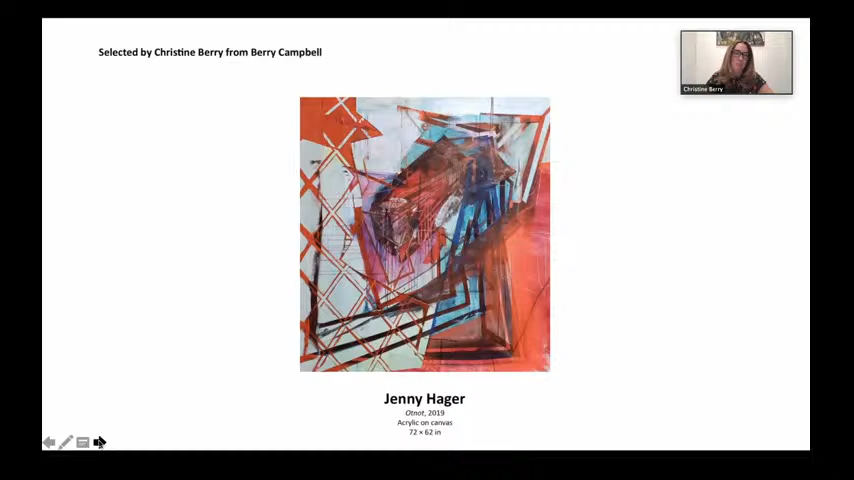 Selected by Christine Berry from Berry Campbell
Christine Berry
Jenny Hager
Otnot, 2019
Acrylic on canvas
72 × 62 in